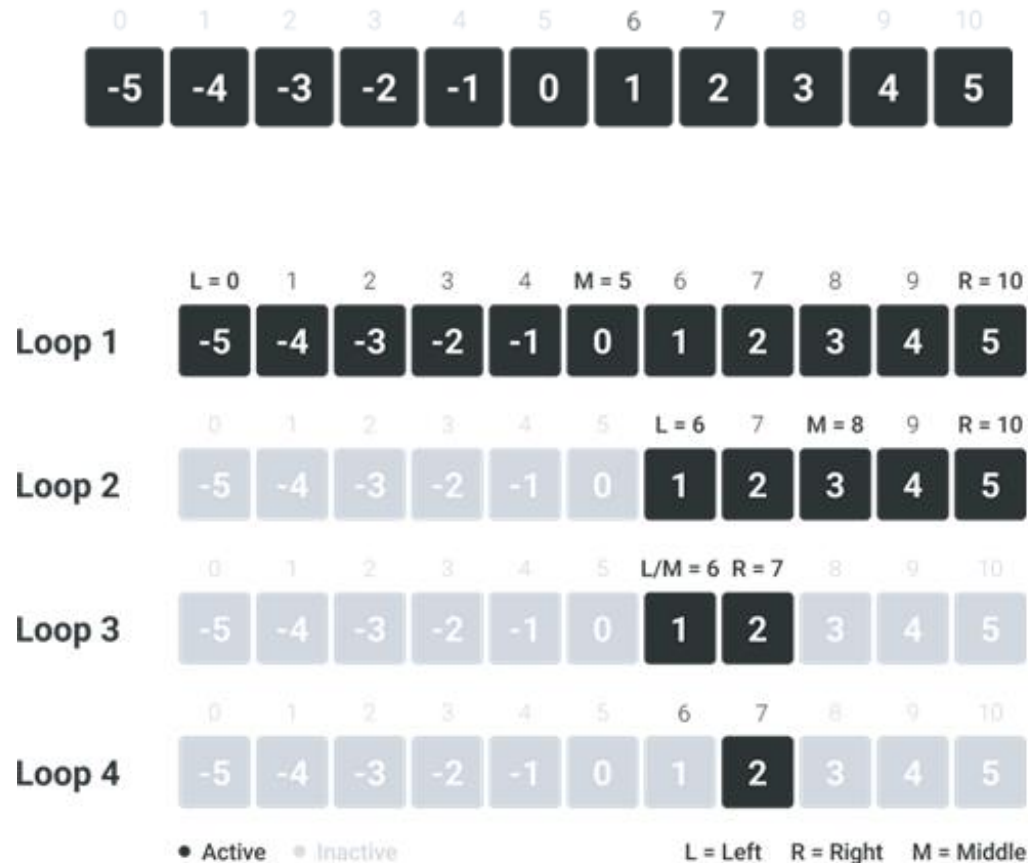 0 1 2 3 4 5 6 7 8 9 10
-5 -4 -3 -2 -1 0 1 2 3 4 5
L = 0 1 2 3 4 M = 5 6 7 8 9 R = 10
Loop 1 -5 -4 -3 -2 -1 0 1 2 3 4 5
0 1 2 3 4 5 L = 6 7 M = 8 9 R = 10
Loop 2 -5 -4 -3 -2 -1 0 1 2 3 4 5
0 1 2 3 4 5 L/M = 6 R = 7 8 9 10
Loop 3 -5 -4 -3 -2 -1 0 1 2 3 4 5
0 1 2 3 4 5 6 7 8 9 10
Loop 4 -5 -4 -3 -2 -1 0 1 2 3 4 5
Active Inactive L = Left R = Right M = Middle